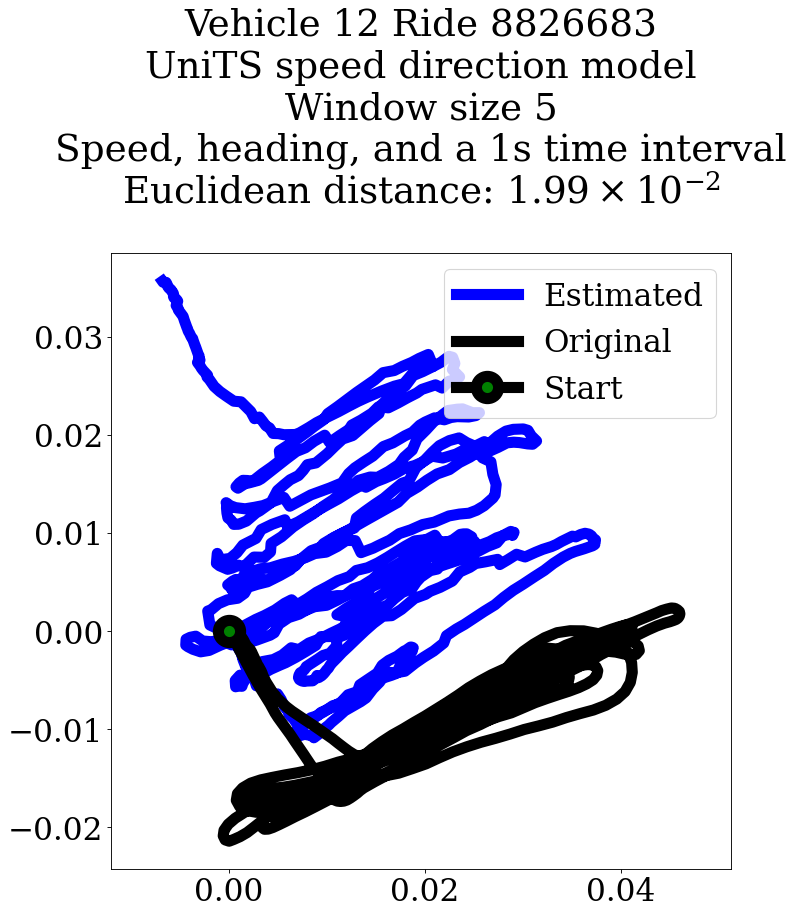 Vehicle 12 Ride 8826683
UniTS speed direction model
Window size 5
Speed, heading, and a 1s time interval
Euclidean distance: 1.99 × 10⁻²
Estimated
Original
Start
0.03
0.02
0.01
0.00
−0.01
−0.02
0.00 0.02 0.04